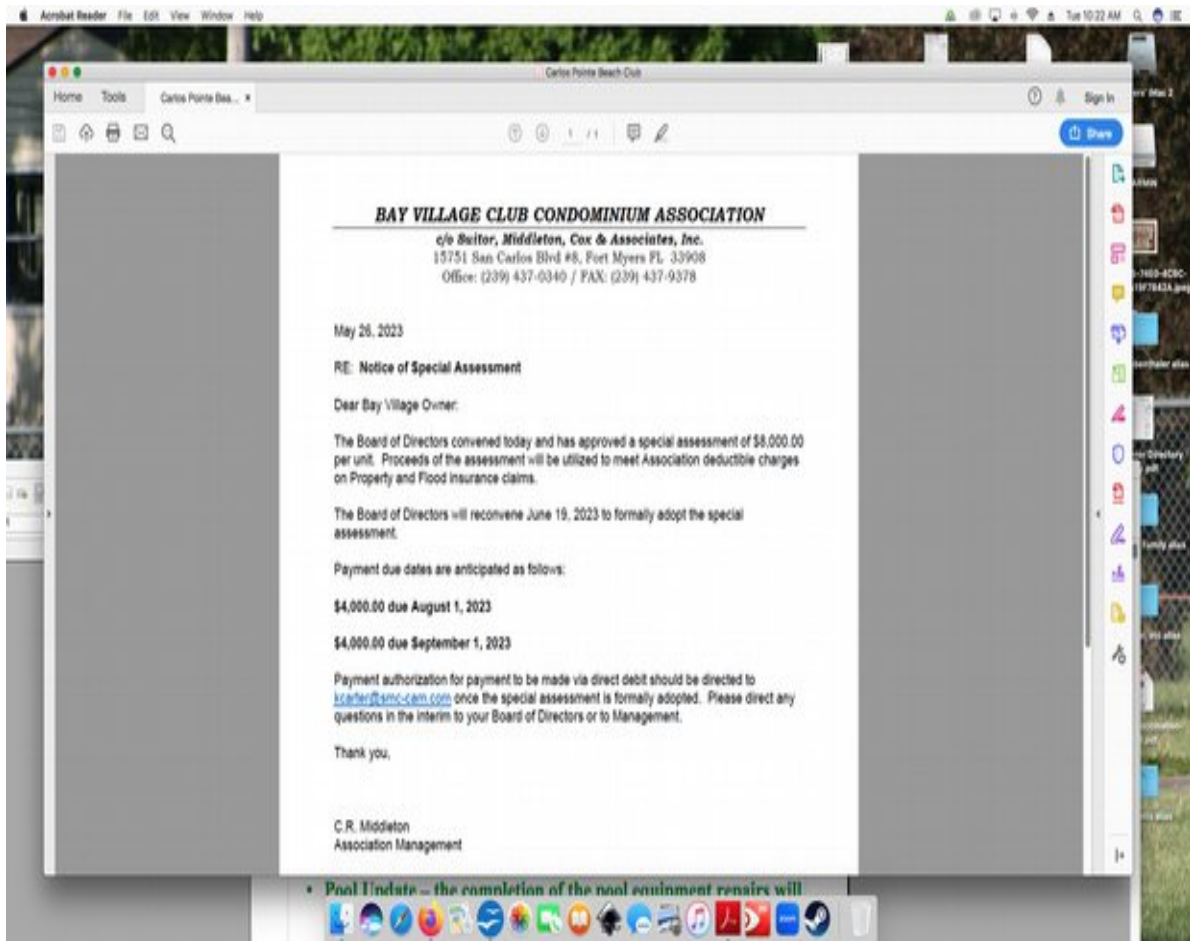 Acrobat Reader File Edit View Window Help
Tue 10:22 AM
Carlos Pointe Beach Club
Home Tools Carlos Pointe Bea... × Sign In
1 / 1 Share
BAY VILLAGE CLUB CONDOMINIUM ASSOCIATION
c/o Suitor, Middleton, Cox & Associates, Inc.
15751 San Carlos Blvd #8, Fort Myers FL 33908
Office: (239) 437-0340 / FAX: (239) 437-9378
May 26, 2023
RE: Notice of Special Assessment
Dear Bay Village Owner:
The Board of Directors convened today and has approved a special assessment of $8,000.00
per unit. Proceeds of the assessment will be utilized to meet Association deductible charges
on Property and Flood insurance claims.
The Board of Directors will reconvene June 19, 2023 to formally adopt the special
assessment.
Payment due dates are anticipated as follows:
$4,000.00 due August 1, 2023
$4,000.00 due September 1, 2023
Payment authorization for payment to be made via direct debit should be directed to
kcarter@smc-cam.com once the special assessment is formally adopted. Please direct any
questions in the interim to your Board of Directors or to Management.
Thank you,
C.R. Middleton
Association Management
• Pool Update – the completion of the pool equipment repairs will